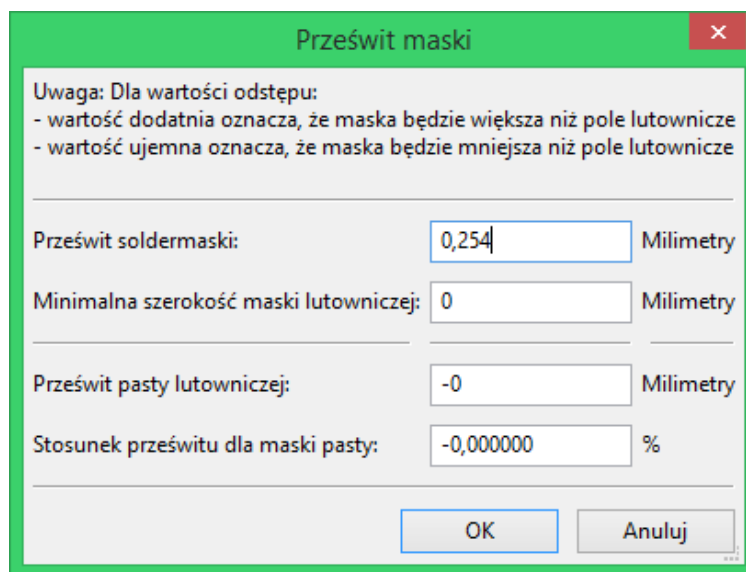 Prześwit maski
Uwaga: Dla wartości odstępu:
- wartość dodatnia oznacza, że maska będzie większa niż pole lutownicze
- wartość ujemna oznacza, że maska będzie mniejsza niż pole lutownicze
Prześwit soldermaski: 0,254 Milimetry
Minimalna szerokość maski lutowniczej: 0 Milimetry
Prześwit pasty lutowniczej: -0 Milimetry
Stosunek prześwitu dla maski pasty: -0,000000 %
OK Anuluj